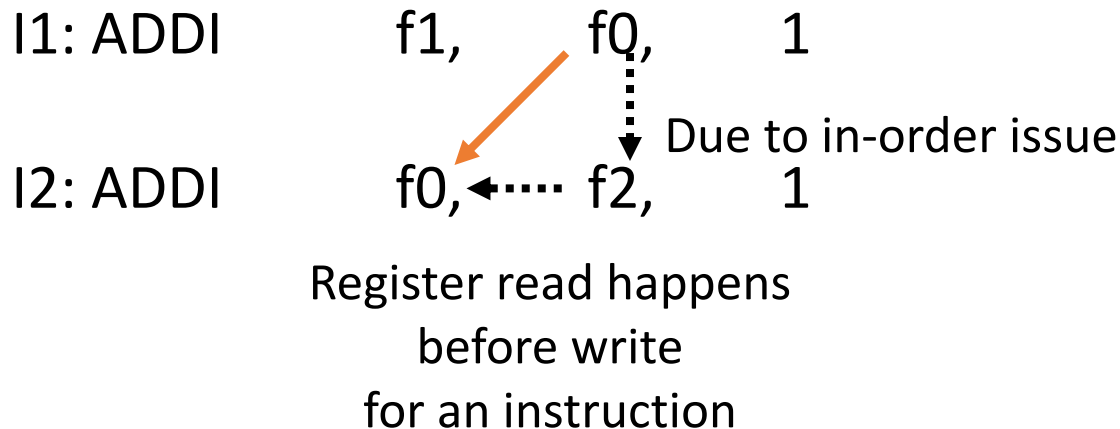 I1: ADDI f1, f0, 1
Due to in-order issue
I2: ADDI f0, f2, 1
Register read happens
before write
for an instruction